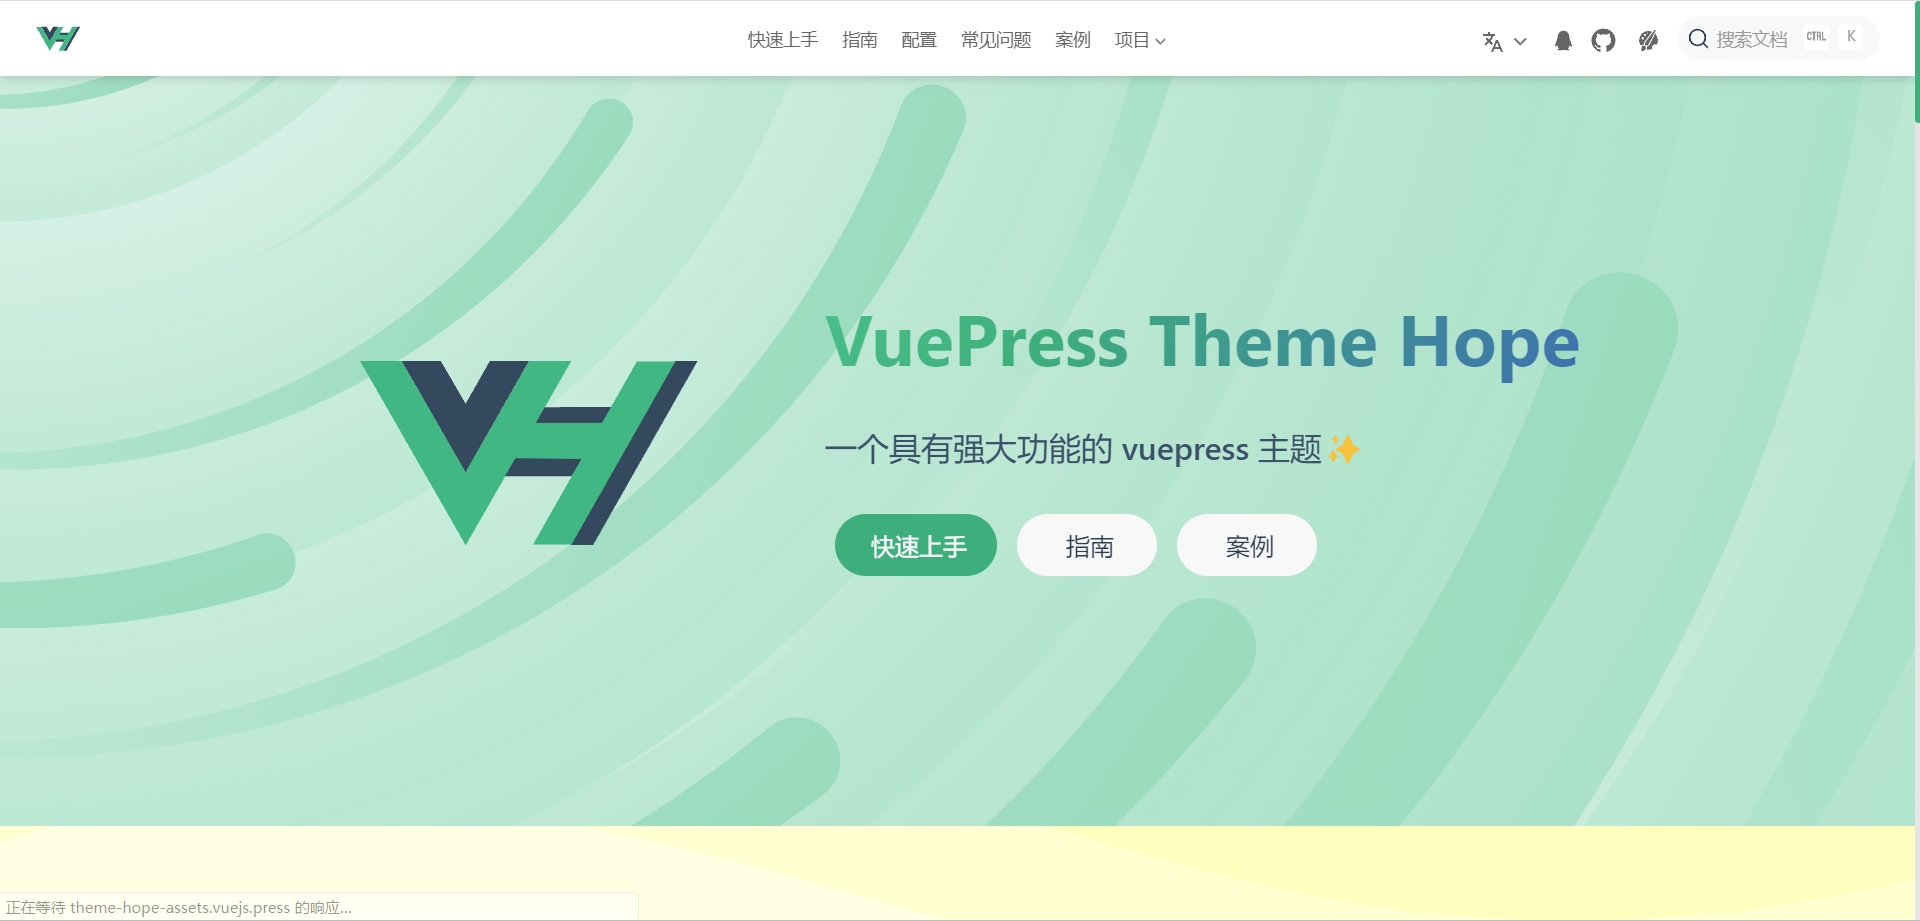 VH
快速上手 指南 配置 常见问题 案例 项目 搜索文档 CTRL K
VuePress Theme Hope
一个具有强大功能的 vuepress 主题✨
快速上手 指南 案例
正在等待 theme-hope-assets.vuejs.press 的响应...